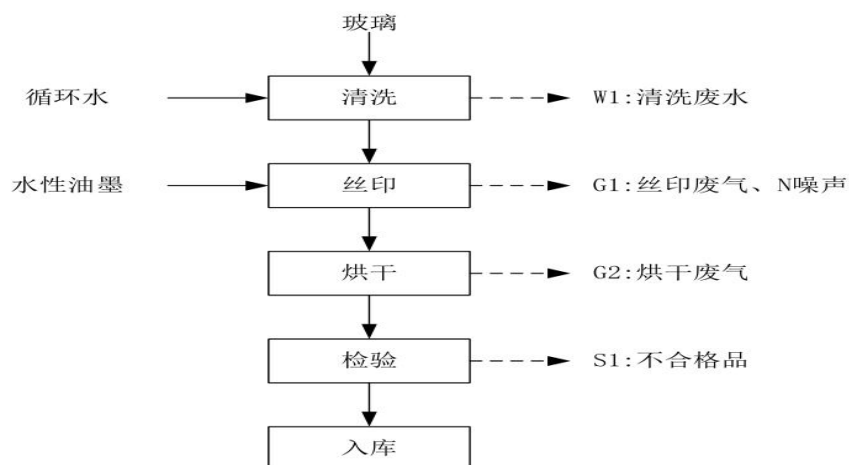 玻璃
循环水 清洗 W1:清洗废水
水性油墨 丝印 G1:丝印废气、N噪声
烘干 G2:烘干废气
检验 S1:不合格品
入库